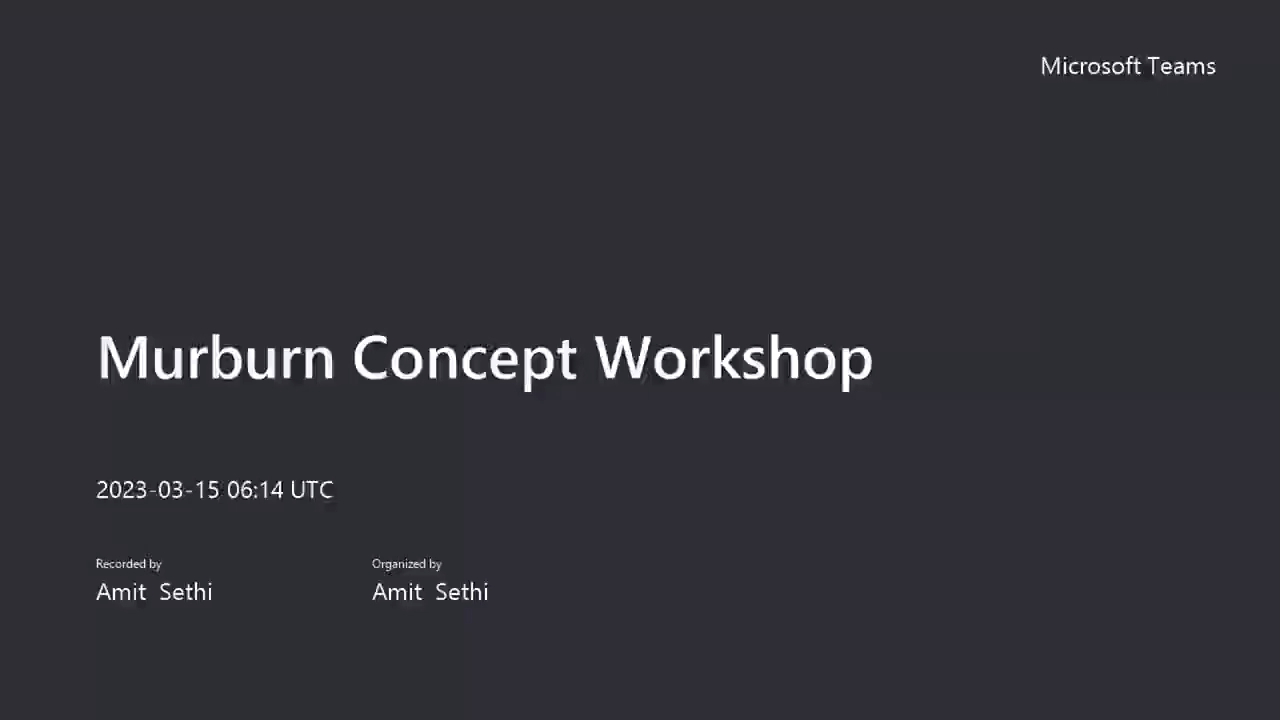 Microsoft Teams
Murburn Concept Workshop
2023-03-15 06:14 UTC
Recorded by
Amit Sethi
Organized by
Amit Sethi